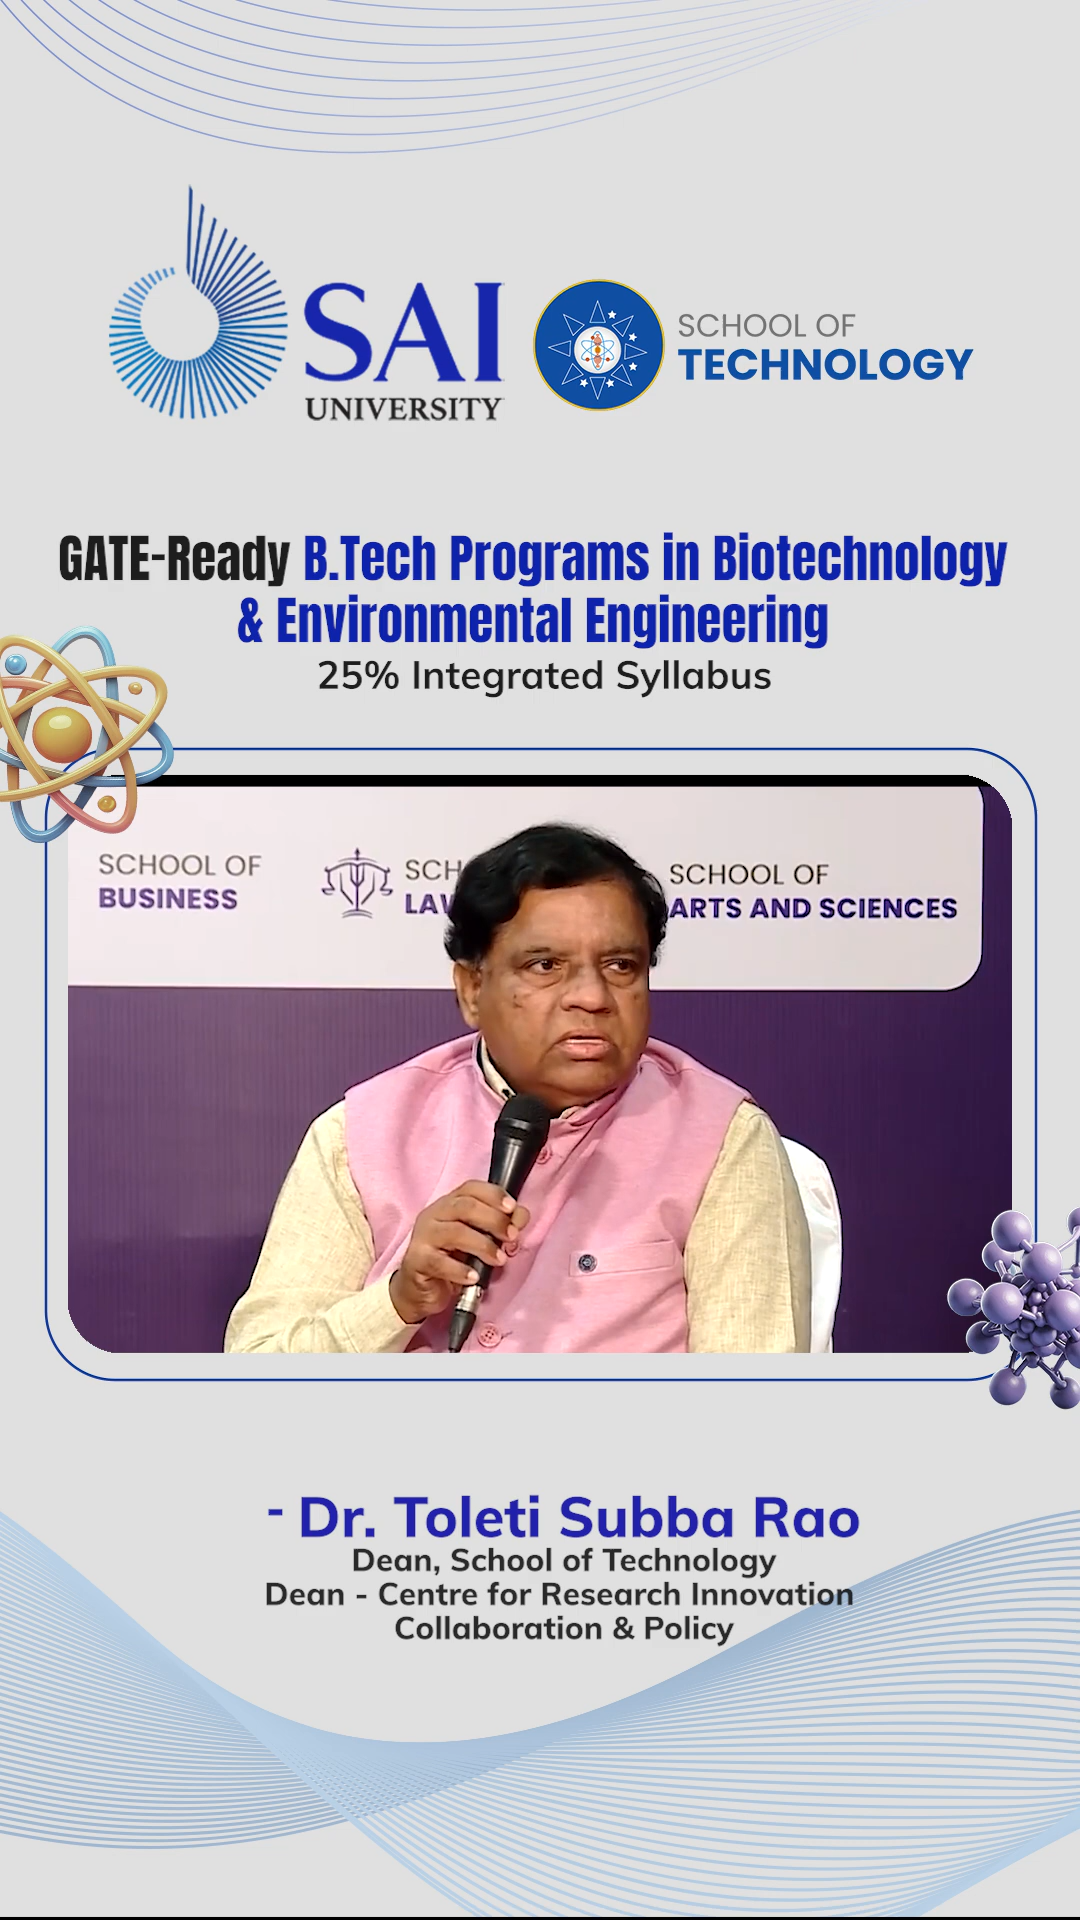 SAI
UNIVERSITY
SCHOOL OF
TECHNOLOGY
GATE-Ready B.Tech Programs in Biotechnology
& Environmental Engineering
25% Integrated Syllabus
SCHOOL OF
BUSINESS
SCH
LAW
SCHOOL OF
ARTS AND SCIENCES
- Dr. Toleti Subba Rao
Dean, School of Technology
Dean - Centre for Research Innovation
Collaboration & Policy